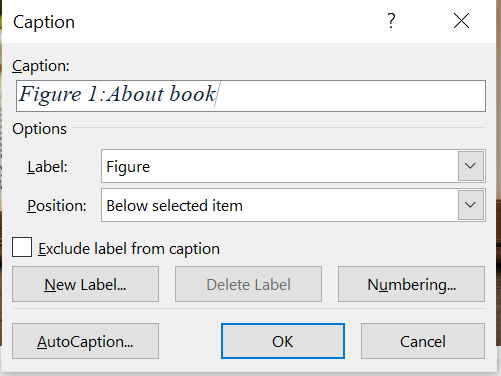 Caption
?
Caption:
Figure 1:About book
Options
Label:
Figure
Position:
Below selected item
Exclude label from caption
New Label...
Delete Label
Numbering...
AutoCaption...
OK
Cancel